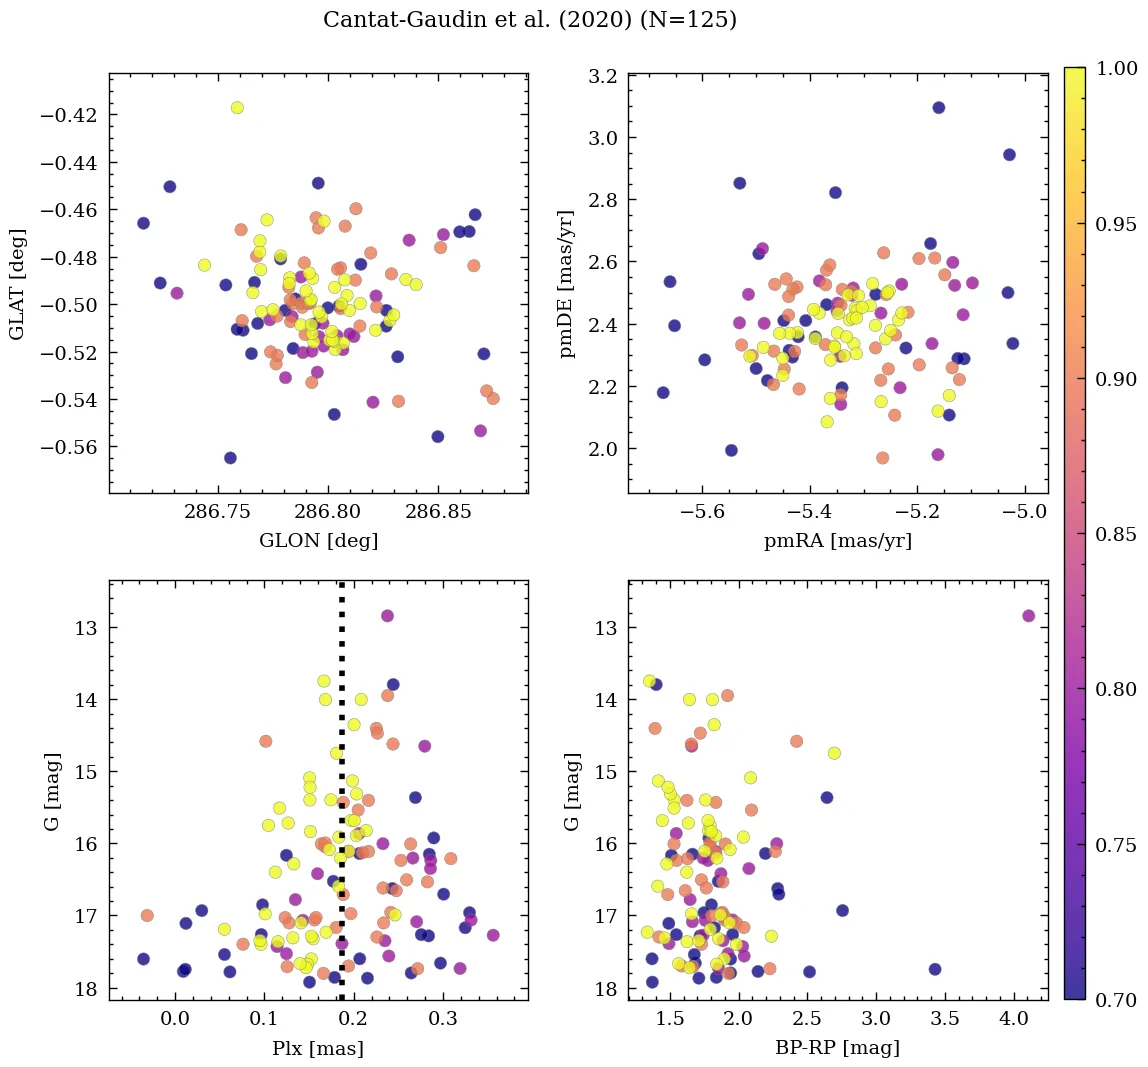 Cantat-Gaudin et al. (2020) (N=125)
−0.42
−0.44
−0.46
−0.48
−0.50
−0.52
−0.54
−0.56
GLAT [deg]
286.75 286.80 286.85
GLON [deg]
3.2
3.0
2.8
2.6
2.4
2.2
2.0
pmDE [mas/yr]
−5.6 −5.4 −5.2 −5.0
pmRA [mas/yr]
13
14
15
16
17
18
G [mag]
0.0 0.1 0.2 0.3
Plx [mas]
13
14
15
16
17
18
G [mag]
1.5 2.0 2.5 3.0 3.5 4.0
BP-RP [mag]
1.00
0.95
0.90
0.85
0.80
0.75
0.70